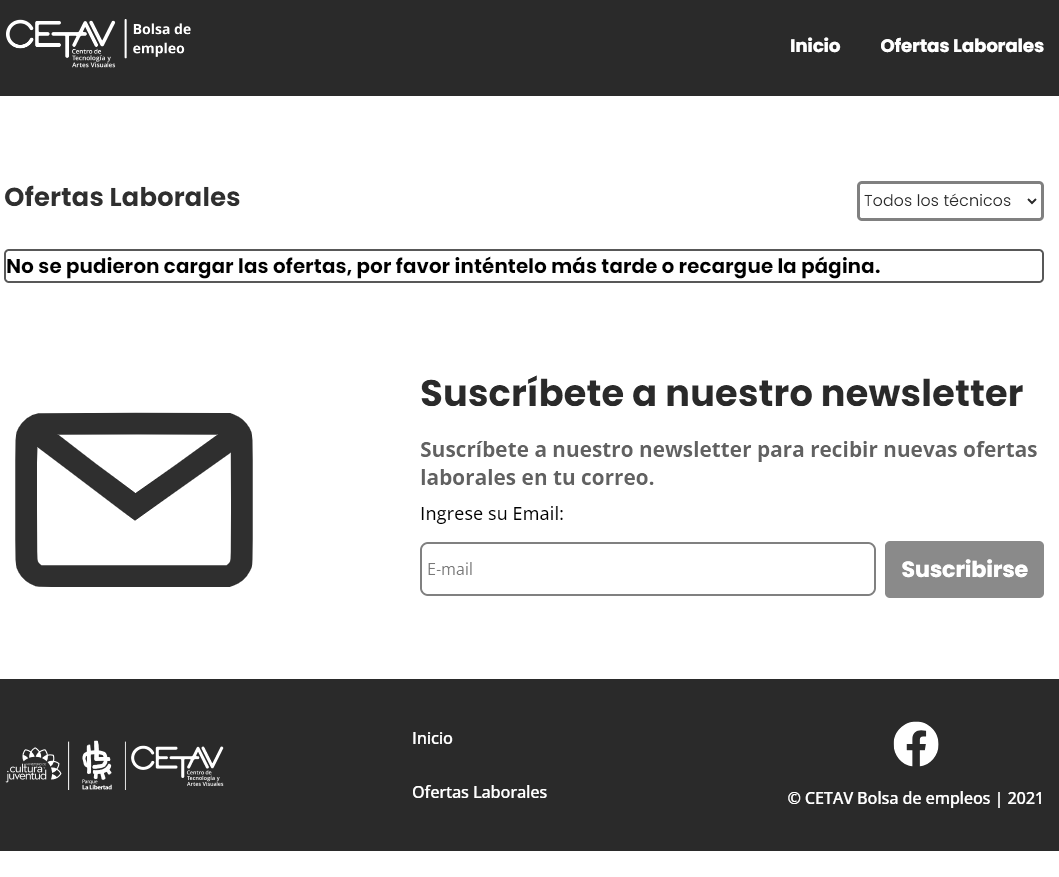 CETAV
Centro de
Tecnología y
Artes Visuales
Bolsa de
empleo
Inicio
Ofertas Laborales
Ofertas Laborales
Todos los técnicos
No se pudieron cargar las ofertas, por favor inténtelo más tarde o recargue la página.
Suscríbete a nuestro newsletter
Suscríbete a nuestro newsletter para recibir nuevas ofertas
laborales en tu correo.
Ingrese su Email:
E-mail
Suscribirse
cultura
juventud
Parque
La Libertad
CETAV
Centro de
Tecnología y
Artes Visuales
Inicio
Ofertas Laborales
© CETAV Bolsa de empleos | 2021